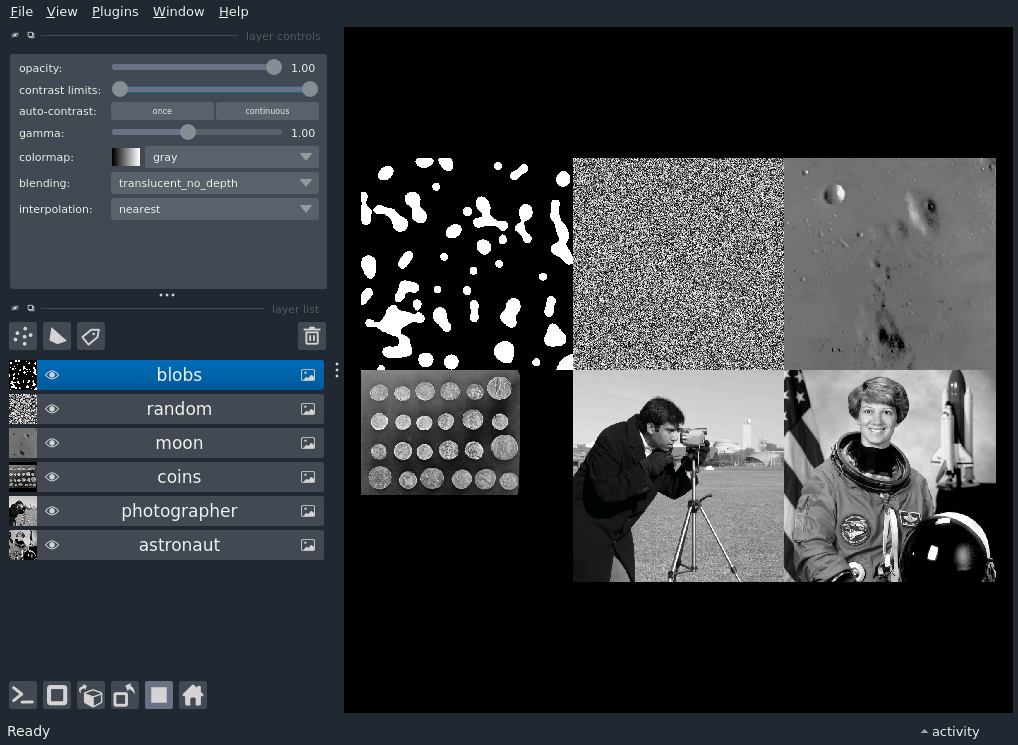 File View Plugins Window Help
layer controls
opacity: 1.00
contrast limits:
auto-contrast: once continuous
gamma: 1.00
colormap: gray
blending: translucent_no_depth
interpolation: nearest
layer list
blobs
random
moon
coins
photographer
astronaut
Ready
activity